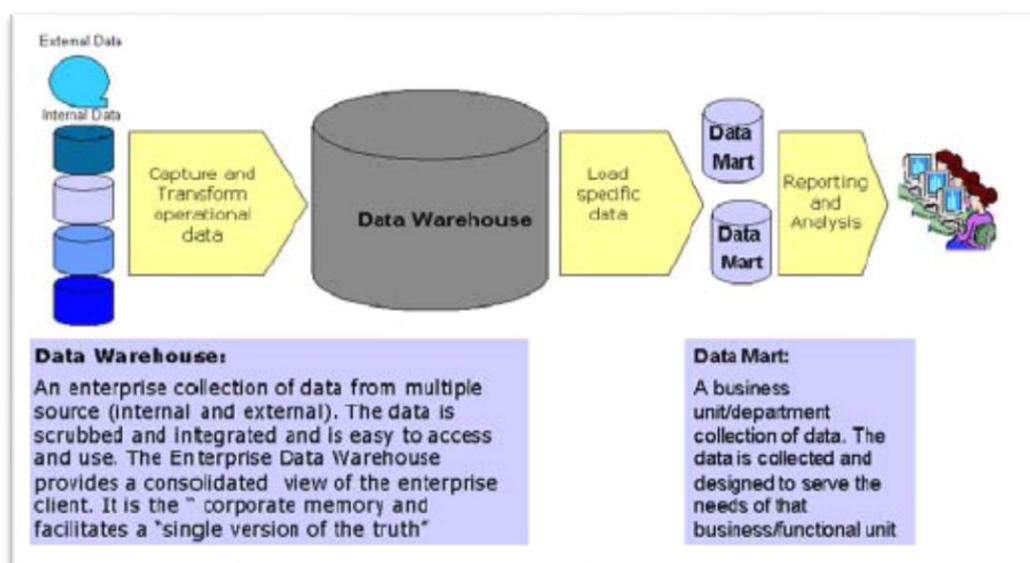 External Data
Internal Data
Capture and
Transform
operational
data
Data Warehouse
Load
specific
data
Data
Mart
Data
Mart
Reporting
and
Analysis
Data Warehouse:
An enterprise collection of data from multiple
source (internal and external). The data is
scrubbed and integrated and is easy to access
and use. The Enterprise Data Warehouse
provides a consolidated view of the enterprise
client. It is the " corporate memory and
facilitates a "single version of the truth"
Data Mart:
A business
unit/department
collection of data. The
data is collected and
designed to serve the
needs of that
business/functional unit